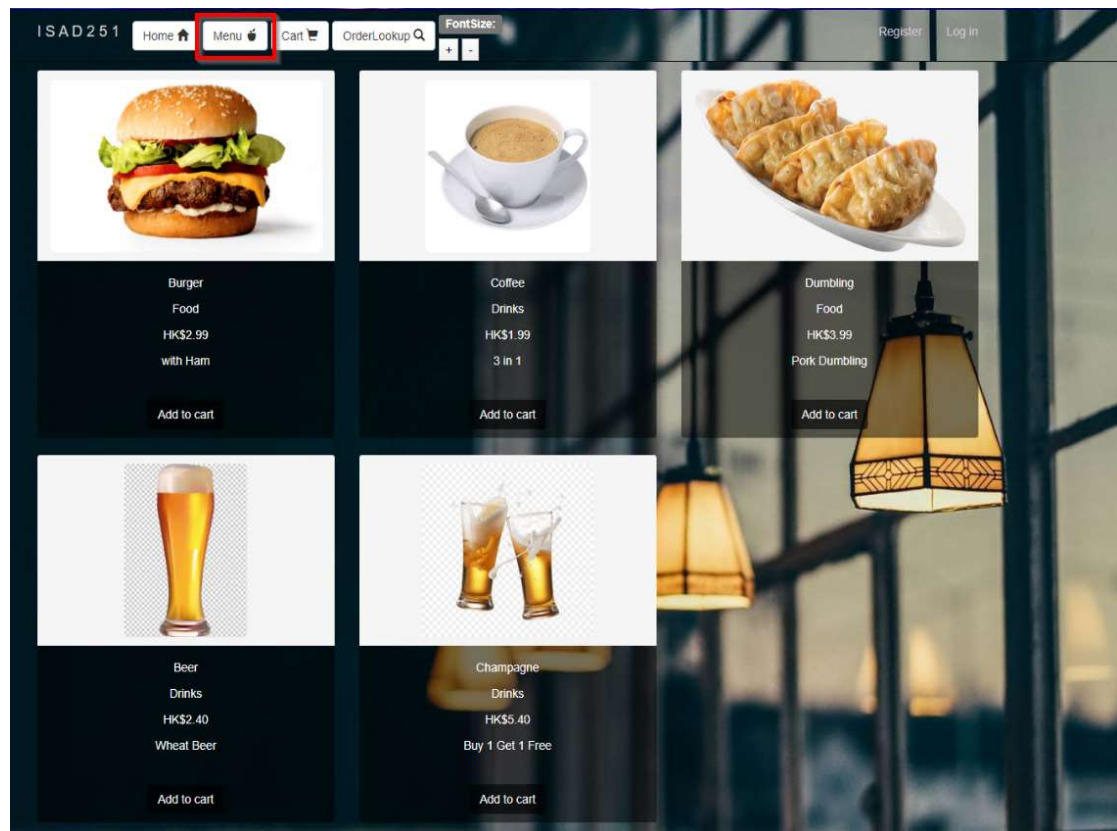 ISAD251 Home Menu Cart OrderLookup FontSize: Register Log in
+ -
Burger
Food
HK$2.99
with Ham
Add to cart
Coffee
Drinks
HK$1.99
3 in 1
Add to cart
Dumbling
Food
HK$3.99
Pork Dumbling
Add to cart
Beer
Drinks
HK$2.40
Wheat Beer
Add to cart
Champagne
Drinks
HK$5.40
Buy 1 Get 1 Free
Add to cart